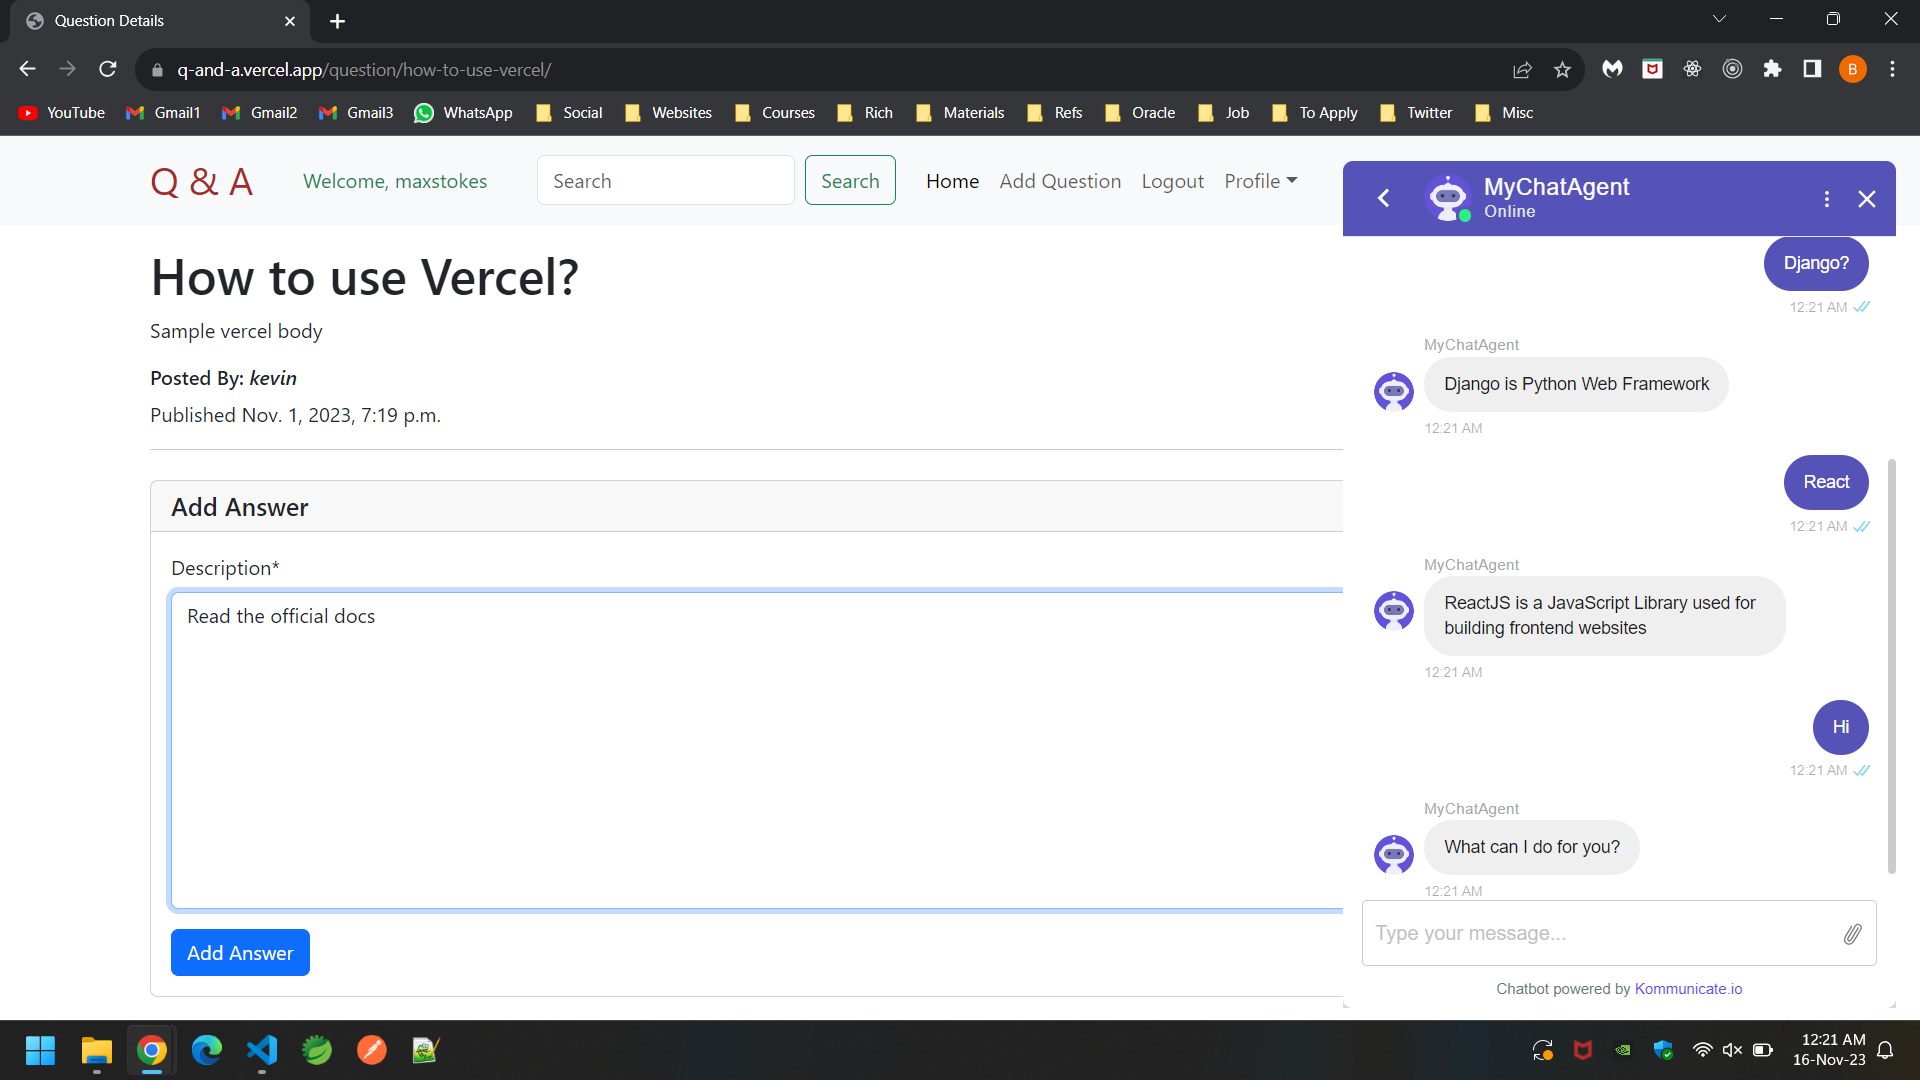 Question Details
q-and-a.vercel.app/question/how-to-use-vercel/
B
YouTube Gmail1 Gmail2 Gmail3 WhatsApp Social Websites Courses Rich Materials Refs Oracle Job To Apply Twitter Misc
Q & A Welcome, maxstokes Search Search Home Add Question Logout Profile
How to use Vercel?
Sample vercel body
Posted By: kevin
Published Nov. 1, 2023, 7:19 p.m.
Add Answer
Description*
Read the official docs
Add Answer
MyChatAgent
Online
Django?
12:21 AM
MyChatAgent
Django is Python Web Framework
12:21 AM
React
12:21 AM
MyChatAgent
ReactJS is a JavaScript Library used for
building frontend websites
12:21 AM
Hi
12:21 AM
MyChatAgent
What can I do for you?
12:21 AM
Type your message...
Chatbot powered by Kommunicate.io
12:21 AM
16-Nov-23